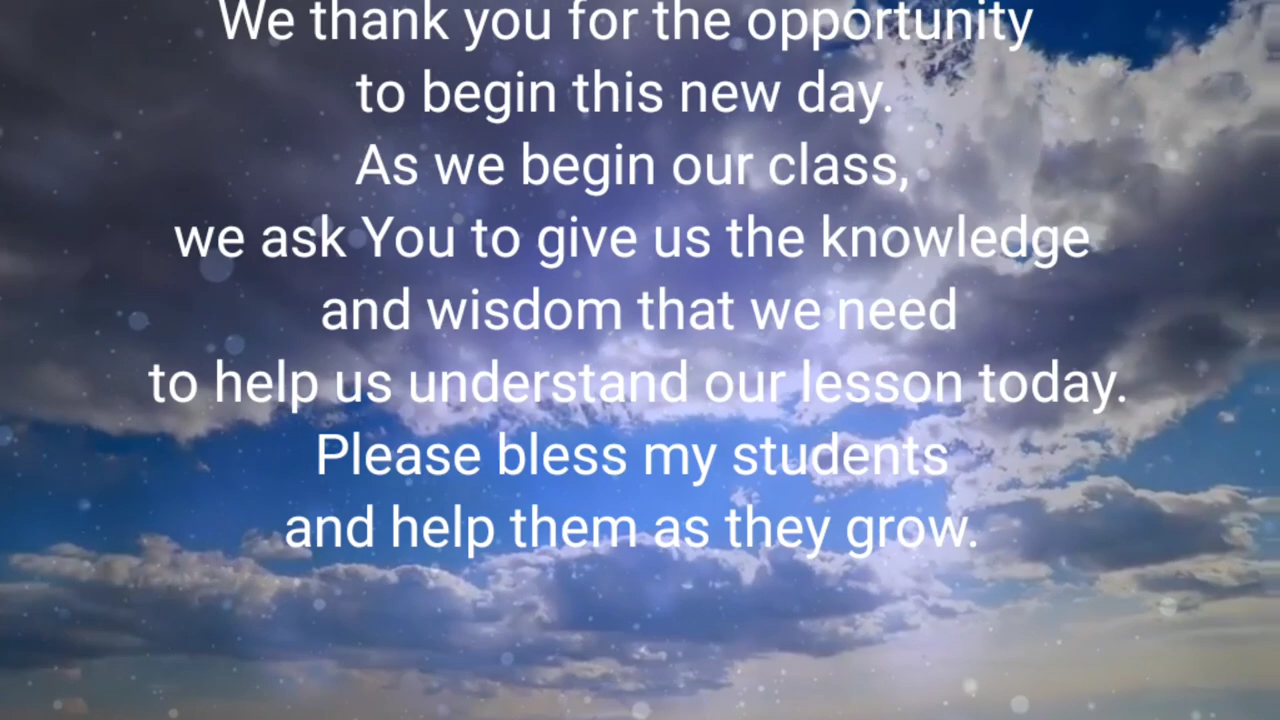 We thank you for the opportunity
to begin this new day.
As we begin our class,
we ask You to give us the knowledge
and wisdom that we need
to help us understand our lesson today.
Please bless my students
and help them as they grow.